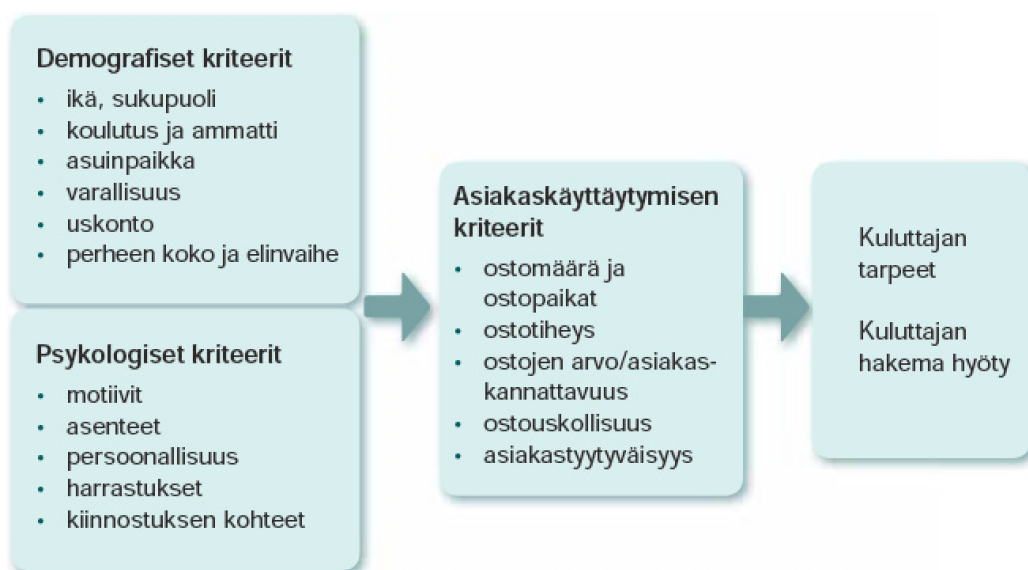 Demografiset kriteerit
• ikä, sukupuoli
• koulutus ja ammatti
• asuinpaikka
• varallisuus
• uskonto
• perheen koko ja elinvaihe
Psykologiset kriteerit
• motiivit
• asenteet
• persoonallisuus
• harrastukset
• kiinnostuksen kohteet
Asiakaskäyttäytymisen
kriteerit
• ostomäärä ja
ostopaikat
• ostotiheys
• ostojen arvo/asiakas-
kannattavuus
• ostouskollisuus
• asiakastyytyväisyys
Kuluttajan
tarpeet
Kuluttajan
hakema hyöty